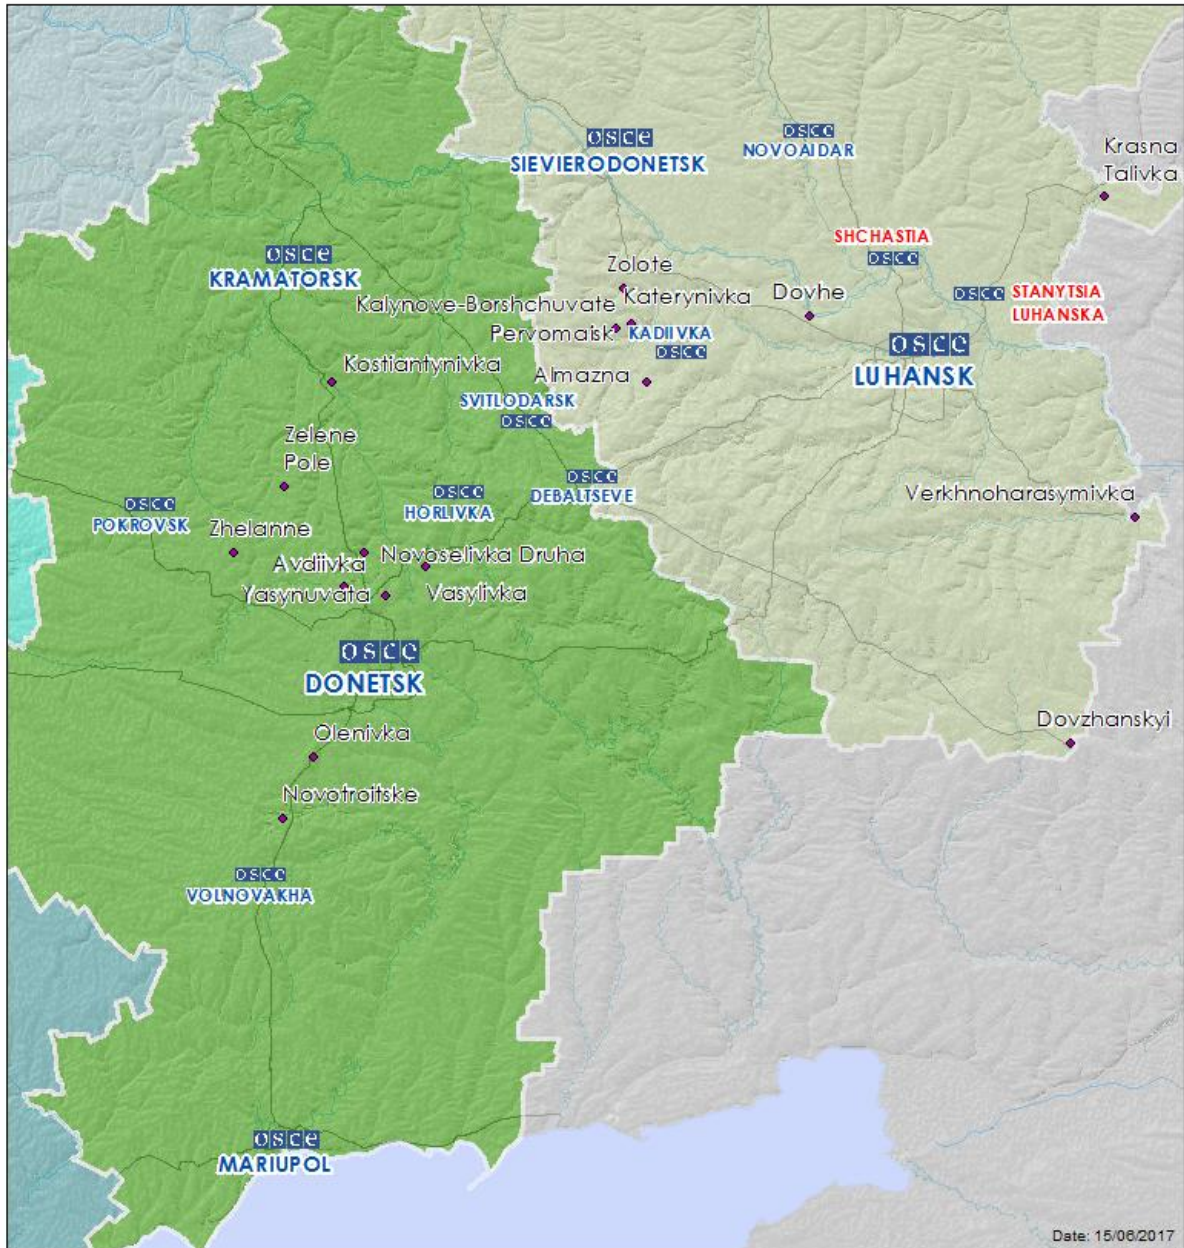 osce
SIEVIERODONETSK
osce
NOVOAIDAR
Krasna
Talivka
osce
KRAMATORSK
SHCHASTIA
osce
Zolote
Kalynove-Borshchuvate
Katerynivka
Dovhe
osce
STANYTSIA
LUHANSKA
Pervomaisk
KADIIVKA
osce
osce
LUHANSK
Kostiantynivka
Almazna
SVITLODARSK
osce
Zelene
Pole
osce
DEBALTSEVE
osce
HORLIVKA
osce
POKROVSK
Verkhnoharasymivka
Zhelanne
Avdiivka
Novoselivka Druha
Yasynuvata
Vasylivka
osce
DONETSK
Olenivka
Dovzhanskyi
Novotroitske
osce
VOLNOVAKHA
osce
MARIUPOL
Date: 15/06/2017